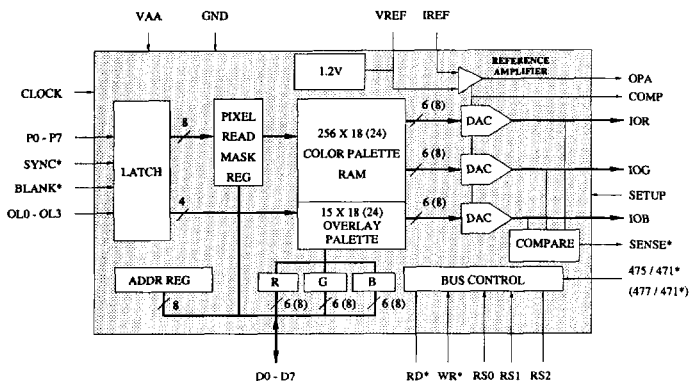 VAA
GND
VREF
IREF
REFERENCE
AMPLIFIER
1.2V
OPA
CLOCK
COMP
8
PIXEL
READ
MASK
REG
256 X 18 (24)
COLOR PALETTE
RAM
6 (8)
DAC
IOR
P0 - P7
SYNC*
LATCH
6 (8)
DAC
IOG
BLANK*
SETUP
4
15 X 18 (24)
OVERLAY
PALETTE
6 (8)
DAC
IOB
OL0 - OL3
COMPARE
SENSE*
ADDR REG
R
G
B
BUS CONTROL
475 / 471*
(477 / 471*)
8
6 (8)
6 (8)
6 (8)
D0 - D7
RD*
WR*
RS0
RS1
RS2